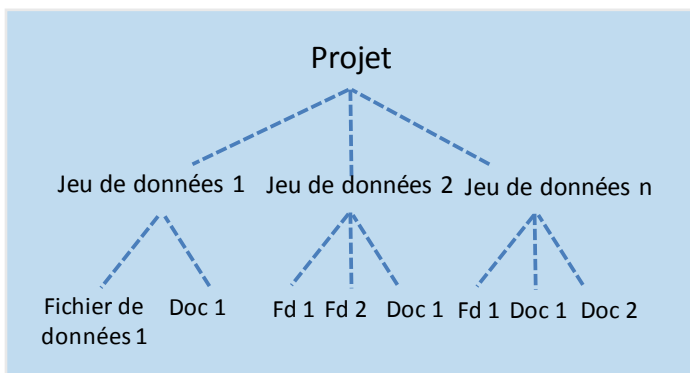 Projet
Jeu de données 1 Jeu de données 2 Jeu de données n
Fichier de données 1 Doc 1 Fd 1 Fd 2 Doc 1 Fd 1 Doc 1 Doc 2